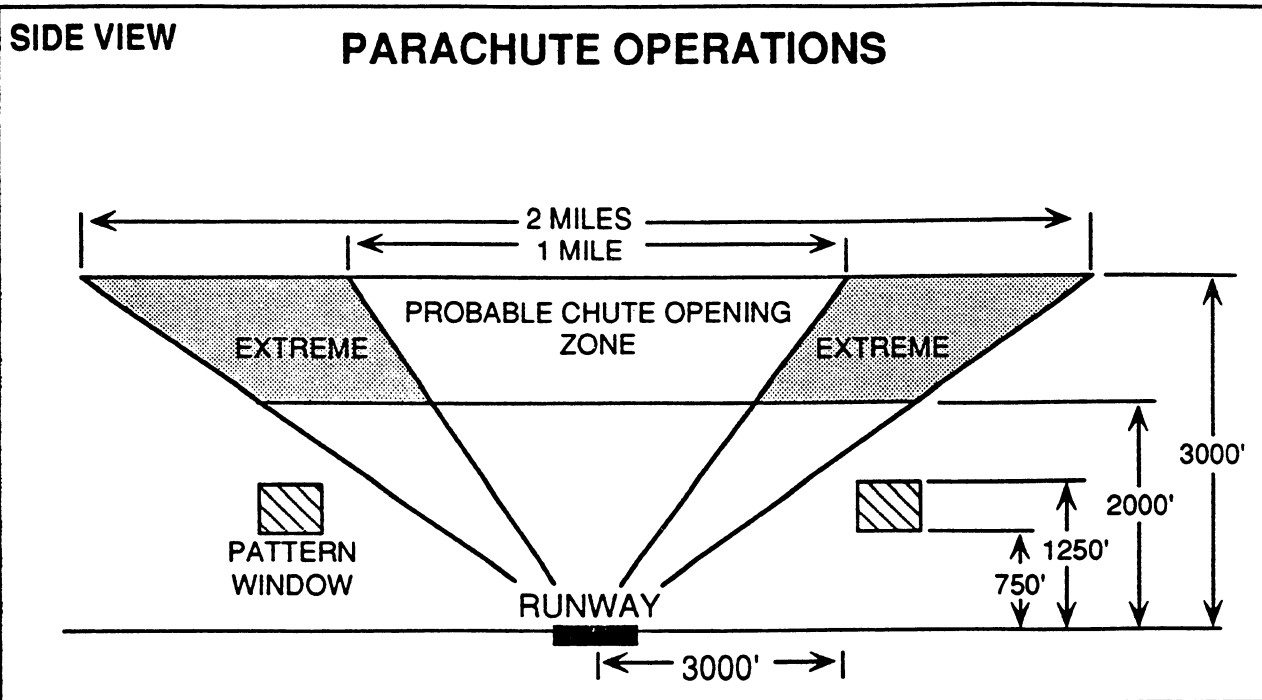 SIDE VIEW
PARACHUTE OPERATIONS
2 MILES
1 MILE
PROBABLE CHUTE OPENING
ZONE
EXTREME
EXTREME
3000'
2000'
1250'
750'
PATTERN
WINDOW
RUNWAY
3000'